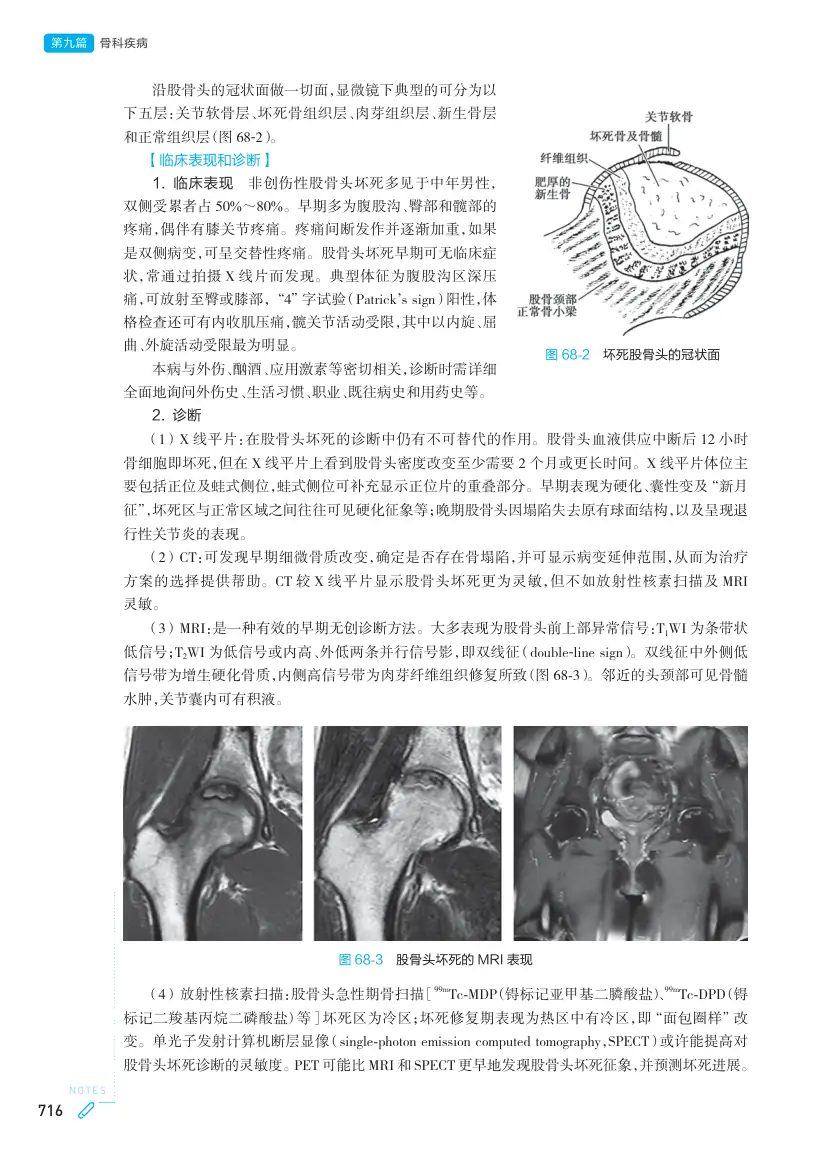 第九篇 骨科疾病
沿股骨头的冠状面做一切面,显微镜下典型的可分为以
下五层:关节软骨层、坏死骨组织层、肉芽组织层、新生骨层
和正常组织层(图 68-2)。
【临床表现和诊断】
1. 临床表现 非创伤性股骨头坏死多见于中年男性,
双侧受累者占 50%～80%。早期多为腹股沟、臀部和髋部的
疼痛,偶伴有膝关节疼痛。疼痛间断发作并逐渐加重,如果
是双侧病变,可呈交替性疼痛。股骨头坏死早期可无临床症
状,常通过拍摄 X 线片而发现。典型体征为腹股沟区深压
痛,可放射至臀或膝部,“4”字试验(Patrick's sign)阳性,体
格检查还可有内收肌压痛,髋关节活动受限,其中以内旋、屈
曲、外旋活动受限最为明显。
本病与外伤、酗酒、应用激素等密切相关,诊断时需详细
全面地询问外伤史、生活习惯、职业、既往病史和用药史等。
关节软骨
坏死骨及骨髓
纤维组织
肥厚的
新生骨
股骨颈部
正常骨小梁
图 68-2 坏死股骨头的冠状面
2. 诊断
(1)X 线平片:在股骨头坏死的诊断中仍有不可替代的作用。股骨头血液供应中断后 12 小时
骨细胞即坏死,但在 X 线平片上看到股骨头密度改变至少需要 2 个月或更长时间。X 线平片体位主
要包括正位及蛙式侧位,蛙式侧位可补充显示正位片的重叠部分。早期表现为硬化、囊性变及“新月
征”,坏死区与正常区域之间往往可见硬化征象等;晚期股骨头因塌陷失去原有球面结构,以及呈现退
行性关节炎的表现。
(2)CT:可发现早期细微骨质改变,确定是否存在骨塌陷,并可显示病变延伸范围,从而为治疗
方案的选择提供帮助。CT 较 X 线平片显示股骨头坏死更为灵敏,但不如放射性核素扫描及 MRI
灵敏。
(3)MRI:是一种有效的早期无创诊断方法。大多表现为股骨头前上部异常信号:T₁WI 为条带状
低信号;T₂WI 为低信号或内高、外低两条并行信号影,即双线征(double-line sign)。双线征中外侧低
信号带为增生硬化骨质,内侧高信号带为肉芽纤维组织修复所致(图 68-3)。邻近的头颈部可见骨髓
水肿,关节囊内可有积液。
图 68-3 股骨头坏死的 MRI 表现
(4)放射性核素扫描:股骨头急性期骨扫描[⁹⁹ᵐTc-MDP(锝标记亚甲基二膦酸盐)、⁹⁹ᵐTc-DPD(锝
标记二羧基丙烷二磷酸盐)等]坏死区为冷区;坏死修复期表现为热区中有冷区,即“面包圈样”改
变。单光子发射计算机断层显像(single-photon emission computed tomography,SPECT)或许能提高对
股骨头坏死诊断的灵敏度。PET 可能比 MRI 和 SPECT 更早地发现股骨头坏死征象,并预测坏死进展。
NOTES
716